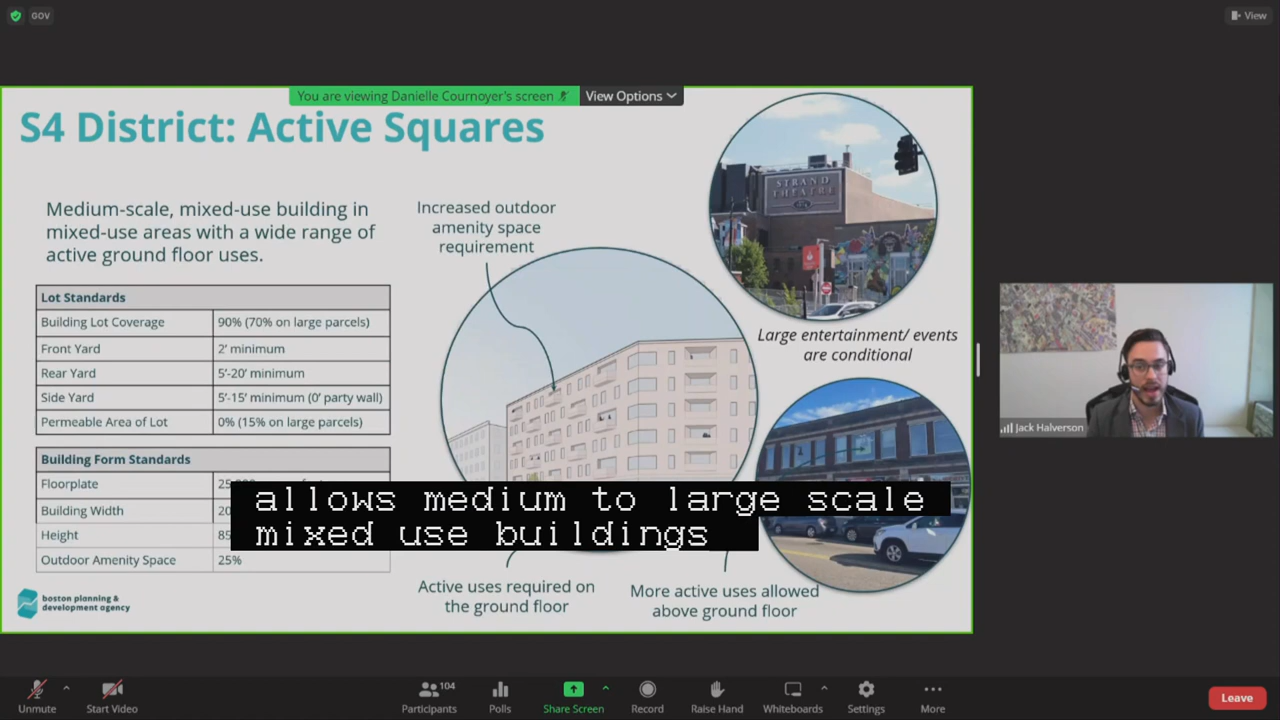 GOV
View
You are viewing Danielle Cournoyer's screen
View Options
S4 District: Active Squares
Medium-scale, mixed-use building in
mixed-use areas with a wide range of
active ground floor uses.
Lot Standards
Building Lot Coverage 90% (70% on large parcels)
Front Yard 2' minimum
Rear Yard 5'-20' minimum
Side Yard 5'-15' minimum (0' party wall)
Permeable Area of Lot 0% (15% on large parcels)
Building Form Standards
Floorplate
Building Width
Height
Outdoor Amenity Space 25%
boston planning &
development agency
Increased outdoor
amenity space
requirement
STRAND
THEATRE
Large entertainment/ events
are conditional
allows medium to large scale
mixed use buildings
Active uses required on
the ground floor
More active uses allowed
above ground floor
Jack Halverson
Unmute
Start Video
Participants 104
Polls
Share Screen
Record
Raise Hand
Whiteboards
Settings
More
Leave